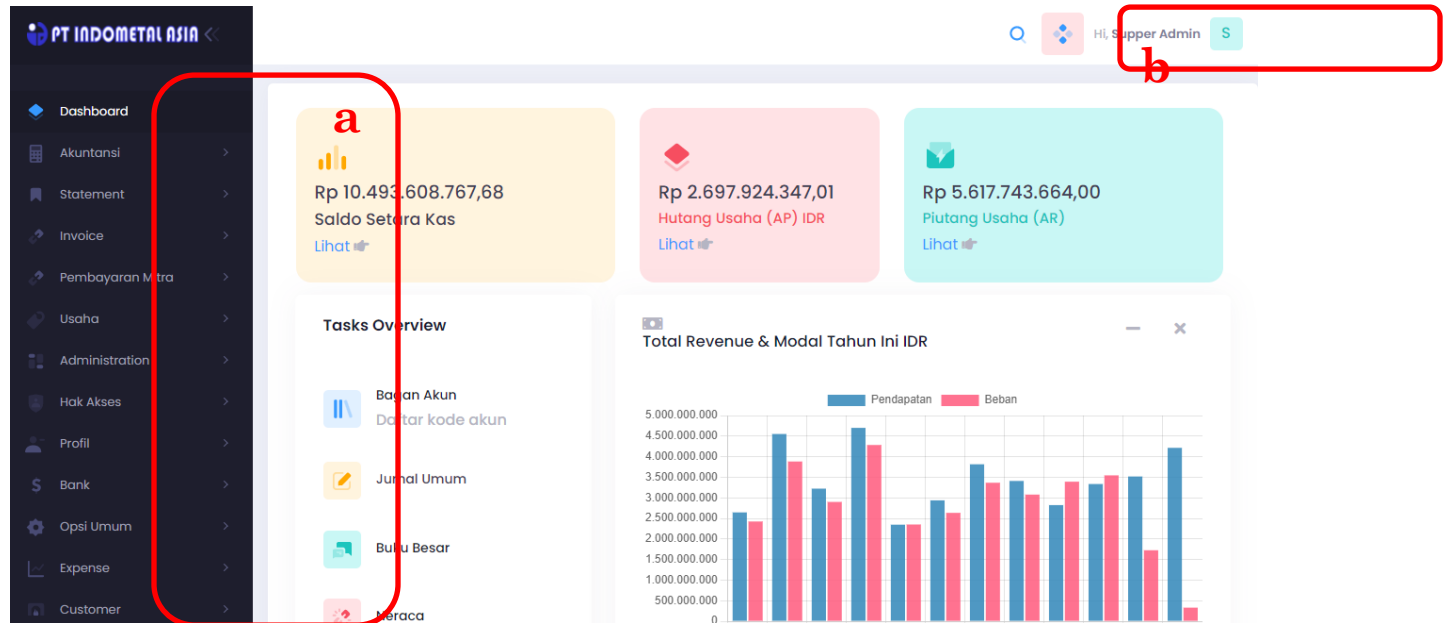 PT INDOMETAL ASIA
Hi, Supper Admin S
b
a
Dashboard
Akuntansi
Statement
Invoice
Pembayaran Mitra
Usaha
Administration
Hak Akses
Profil
Bank
Opsi Umum
Expense
Customer
Rp 10.493.608.767,68
Saldo Setara Kas
Lihat
Rp 2.697.924.347,01
Hutang Usaha (AP) IDR
Lihat
Rp 5.617.743.664,00
Piutang Usaha (AR)
Lihat
Tasks Overview
Bagan Akun
Daftar kode akun
Jurnal Umum
Buku Besar
Neraca
Total Revenue & Modal Tahun Ini IDR
Pendapatan Beban
5.000.000.000
4.500.000.000
4.000.000.000
3.500.000.000
3.000.000.000
2.500.000.000
2.000.000.000
1.500.000.000
1.000.000.000
500.000.000
0